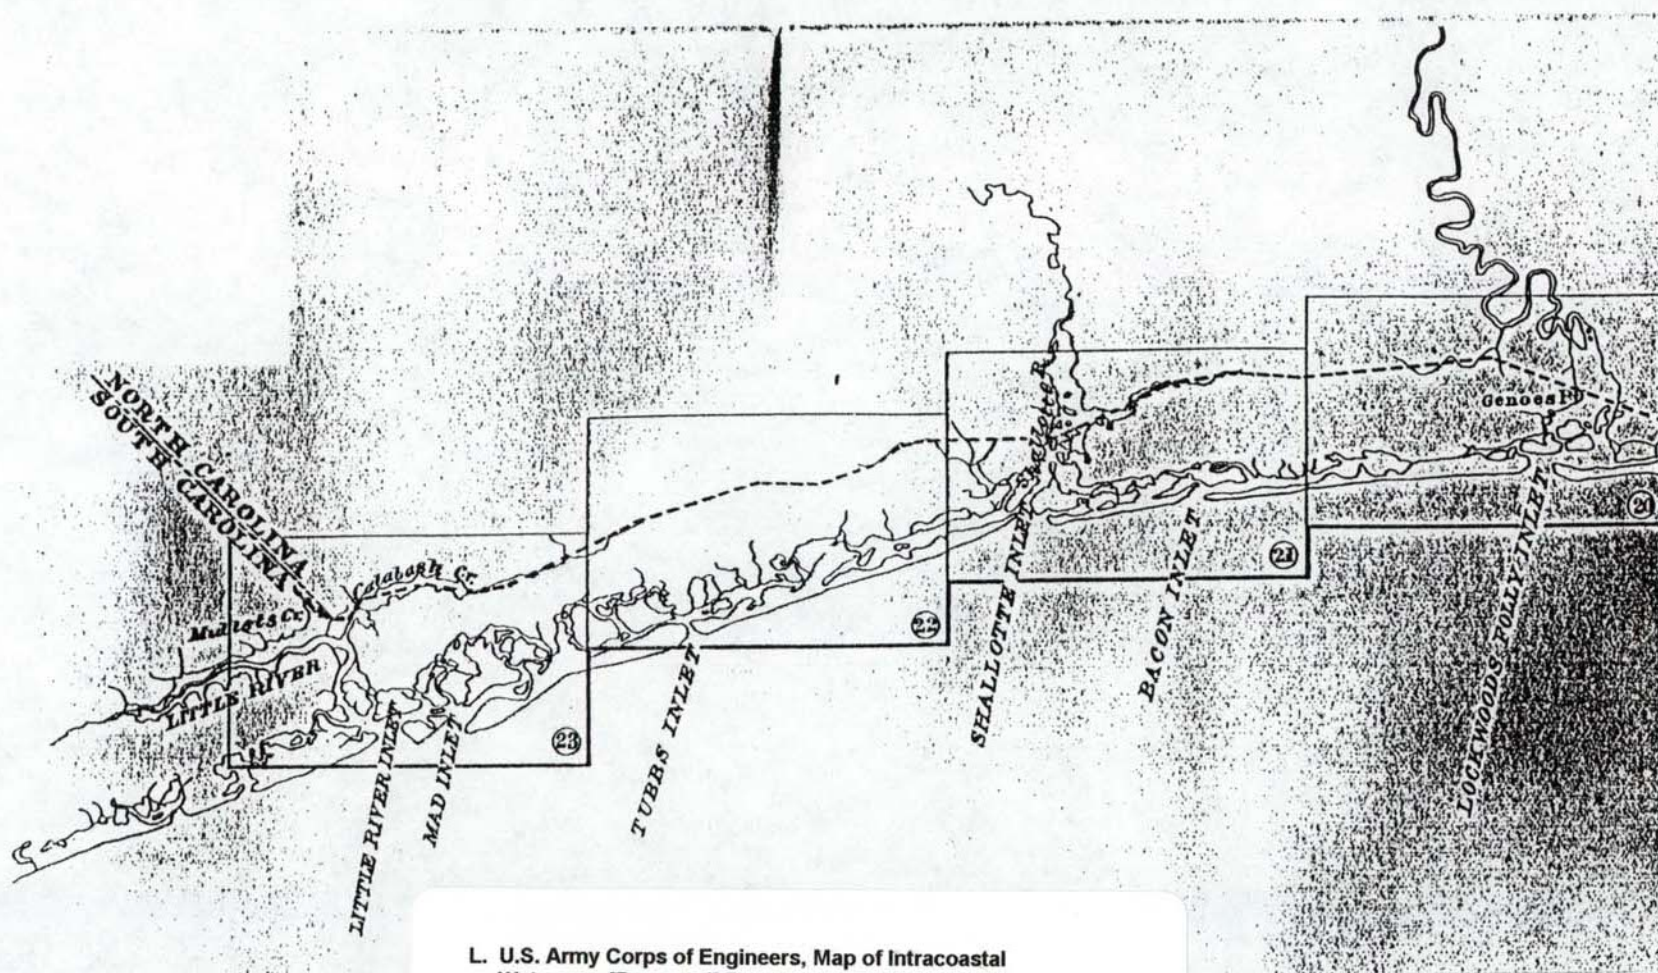 NORTH CAROLINA
SOUTH CAROLINA
Calabash Cr.
LITTLE RIVER
LITTLE RIVER INLET
MAD INLET
23
TUBBS INLET
22
Shallotte R.
SHALLOTTE INLET
BACON INLET
21
Genoes Pt
LOCKWOODS FOLLY INLET
20
L. U.S. Army Corps of Engineers, Map of Intracoastal